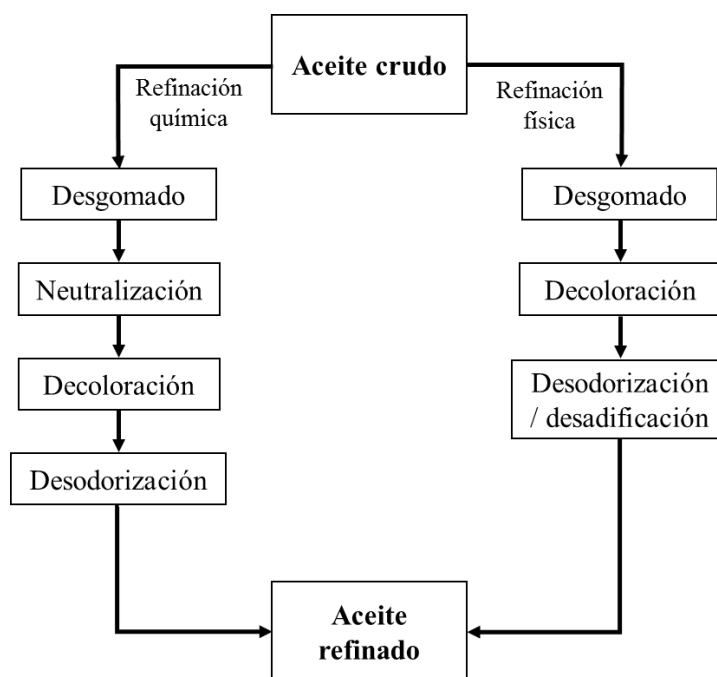 Aceite crudo
Refinación
química
Refinación
física
Desgomado
Neutralización
Decoloración
Desodorización
Desgomado
Decoloración
Desodorización
/ desadificación
Aceite
refinado